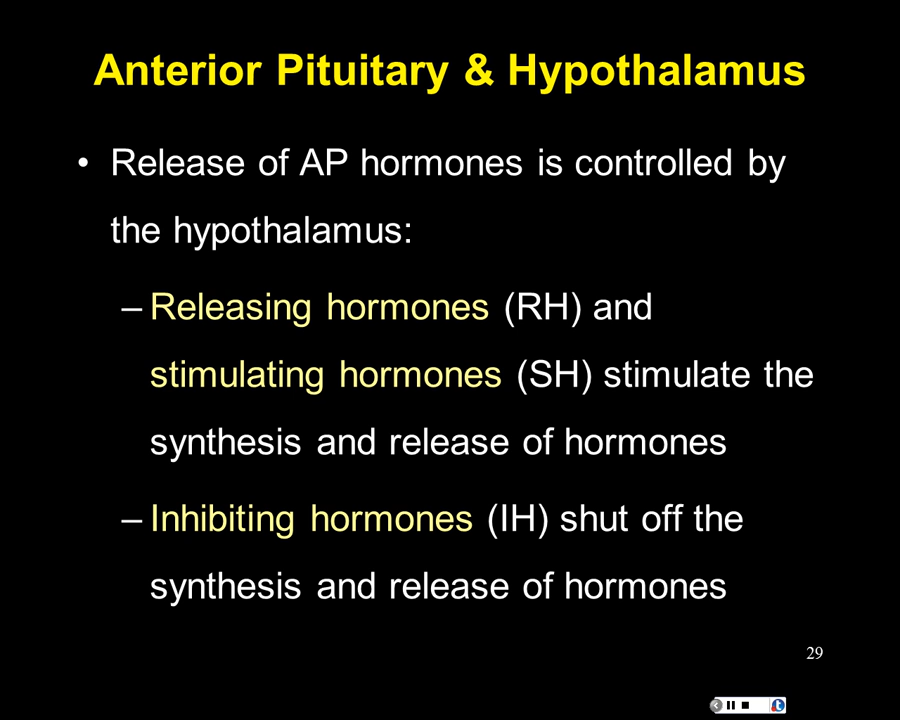 Anterior Pituitary & Hypothalamus
• Release of AP hormones is controlled by
the hypothalamus:
– Releasing hormones (RH) and
stimulating hormones (SH) stimulate the
synthesis and release of hormones
– Inhibiting hormones (IH) shut off the
synthesis and release of hormones
29